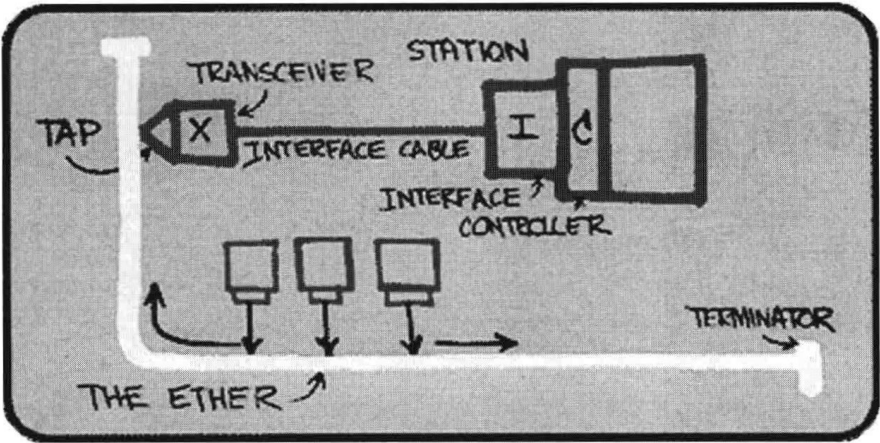 STATION
TRANSCEIVER
TAP
X
I
C
INTERFACE CABLE
INTERFACE
CONTROLLER
TERMINATOR
THE ETHER